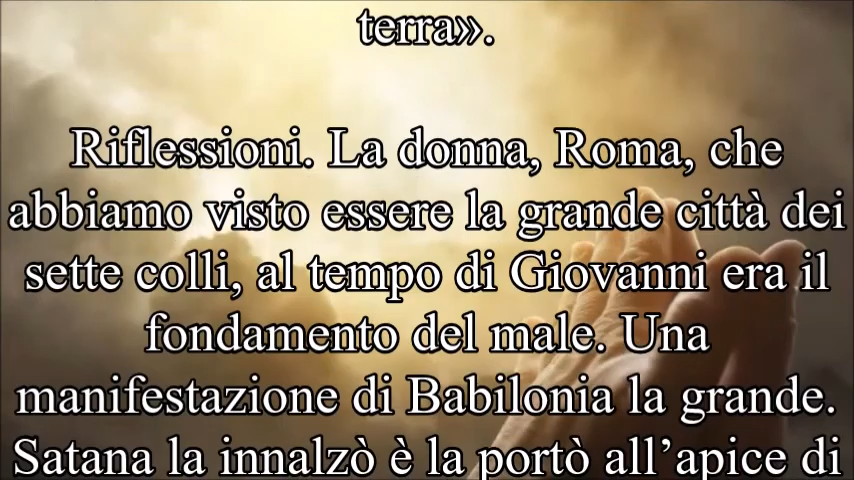 terra».
Riflessioni. La donna, Roma, che
abbiamo visto essere la grande città dei
sette colli, al tempo di Giovanni era il
fondamento del male. Una
manifestazione di Babilonia la grande.
Satana la innalzò è la portò all’apice di